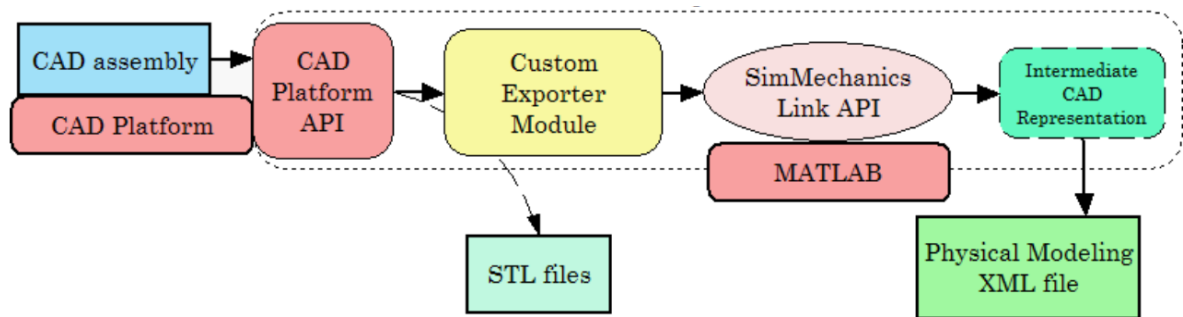 CAD assembly
CAD Platform
CAD
Platform
API
Custom
Exporter
Module
SimMechanics
Link API
MATLAB
Intermediate
CAD
Representation
STL files
Physical Modeling
XML file